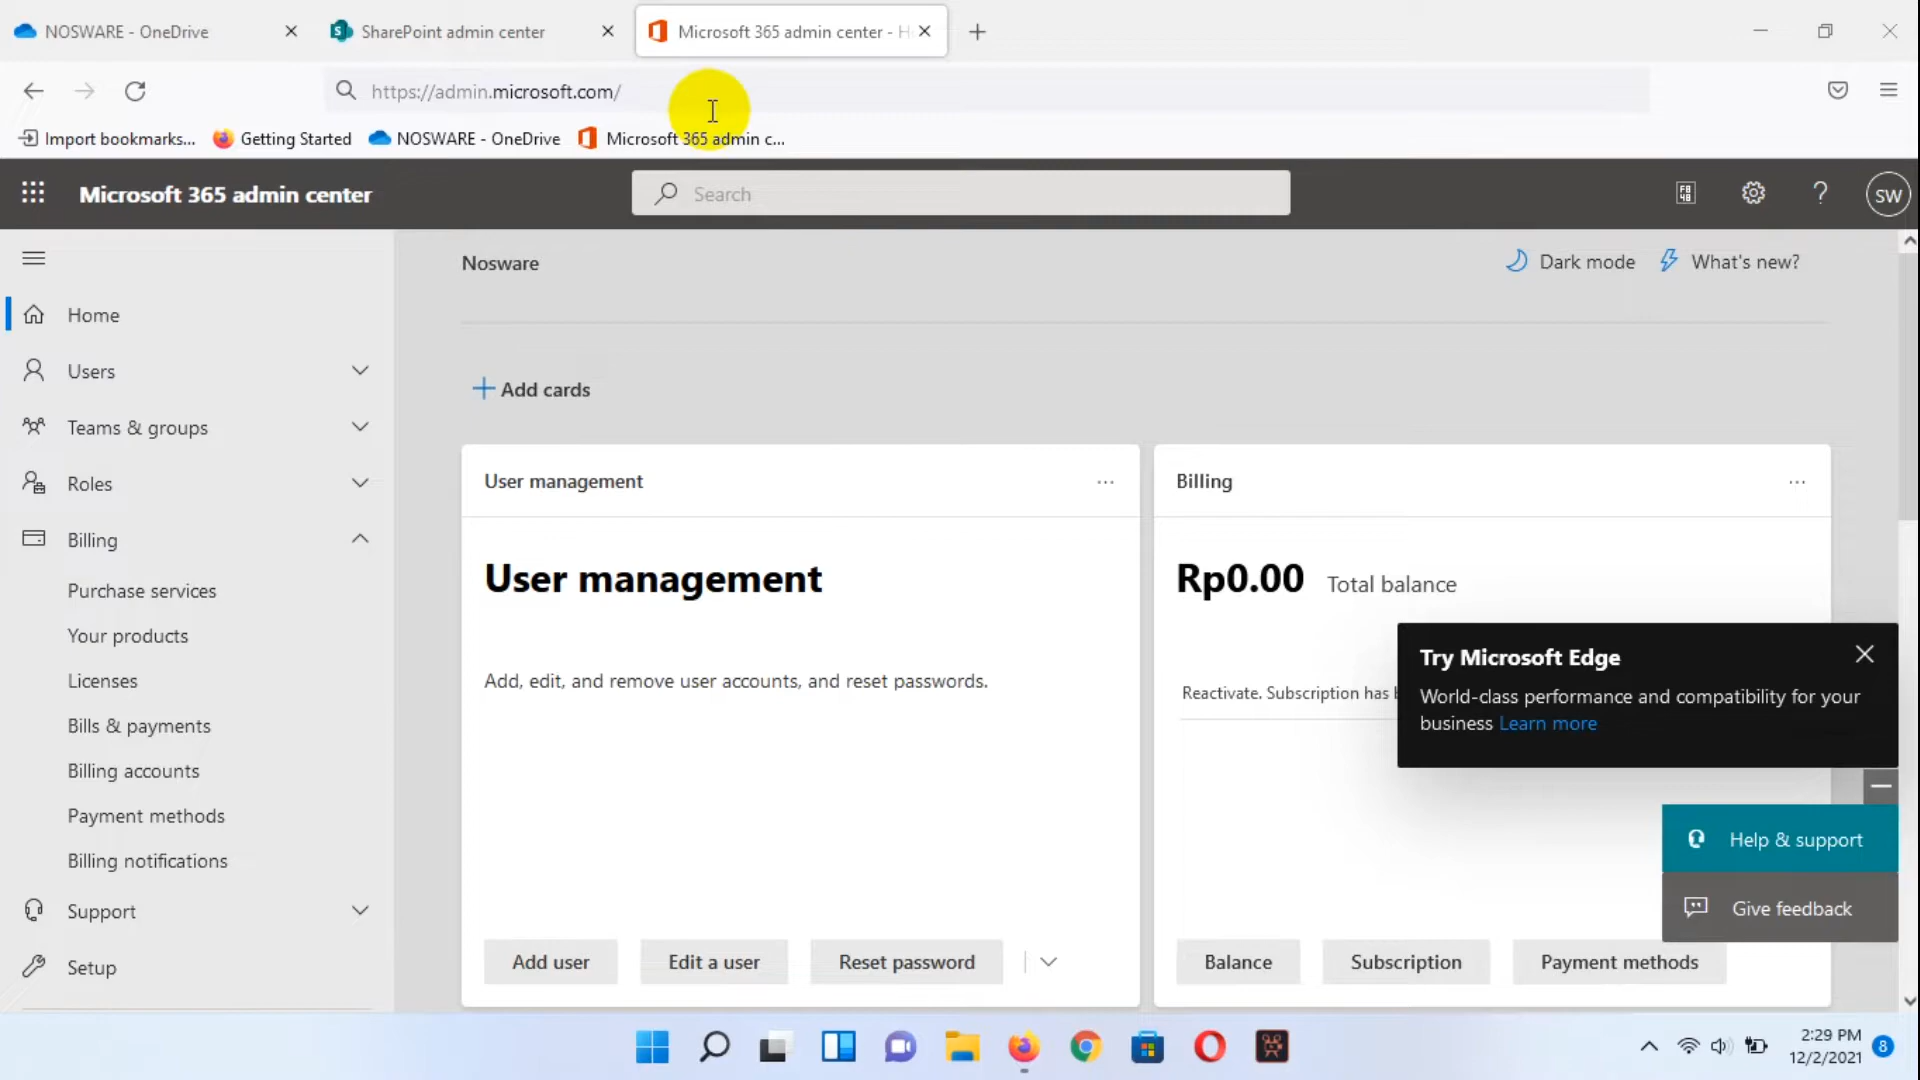 NOSWARE - OneDrive
SharePoint admin center
Microsoft 365 admin center - H
https://admin.microsoft.com/
Import bookmarks...
Getting Started
NOSWARE - OneDrive
Microsoft 365 admin c...
Microsoft 365 admin center
Search
SW
Nosware
Dark mode
What's new?
Home
Users
Teams & groups
Roles
Billing
Purchase services
Your products
Licenses
Bills & payments
Billing accounts
Payment methods
Billing notifications
Support
Setup
Add cards
User management
User management
Add, edit, and remove user accounts, and reset passwords.
Add user
Edit a user
Reset password
Billing
Rp0.00 Total balance
Reactivate. Subscription has
Balance
Subscription
Payment methods
Try Microsoft Edge
World-class performance and compatibility for your
business Learn more
Help & support
Give feedback
2:29 PM
12/2/2021
8